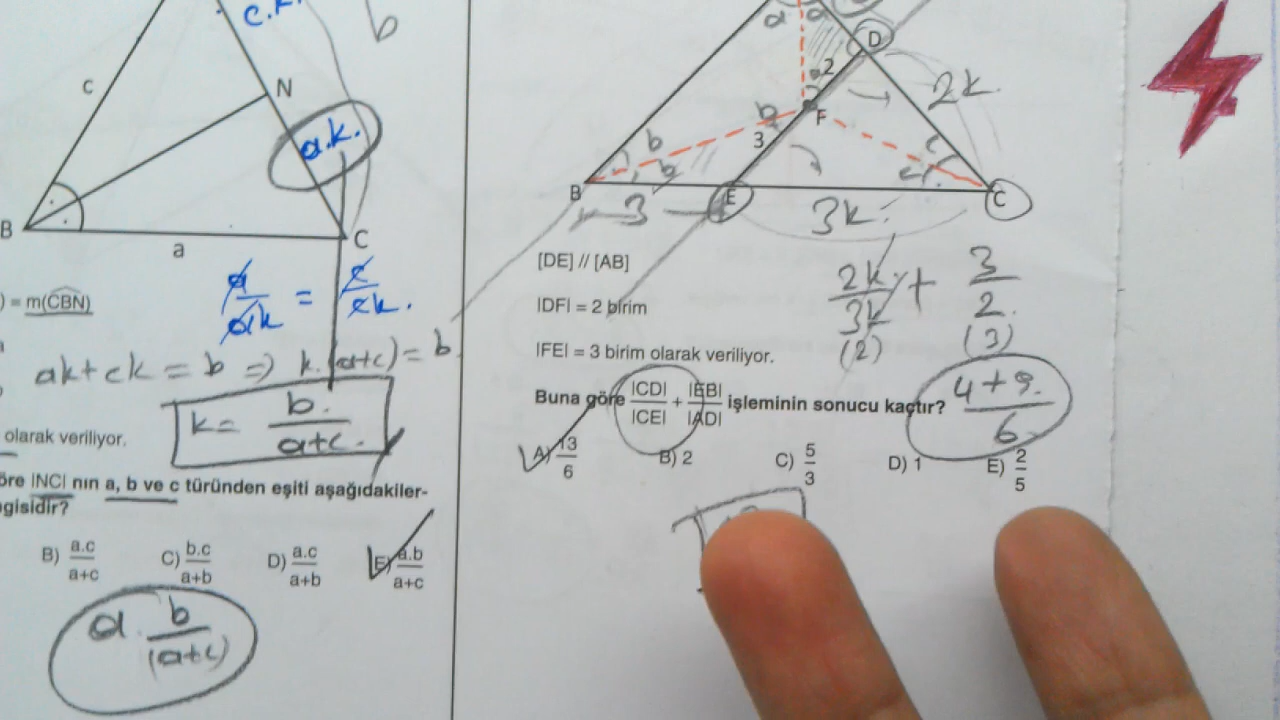 c
b
N
a.k.
B
a
C
) = m(CBN)
a/ak = c/ck.
ak+ck = b => k.(a+c) = b
k = b/a+c.
olarak veriliyor.
öre |NC| nın a, b ve c türünden eşiti aşağıdakiler-
gisidir?
B) a.c/a+c C) b.c/a+b D) a.c/a+b E) a.b/a+c
a. b/(a+c)
a a
D
2
2k.
F
b
3
b
b
B
E
C
3
3k.
[DE] // [AB]
|DF| = 2 birim
2k/3k + 3/2.
(2) (3)
|FE| = 3 birim olarak veriliyor.
Buna göre |CD|/|CE| + |EB|/|AD| işleminin sonucu kaçtır?
4+9./6
A) 13/6 B) 2 C) 5/3 D) 1 E) 2/5